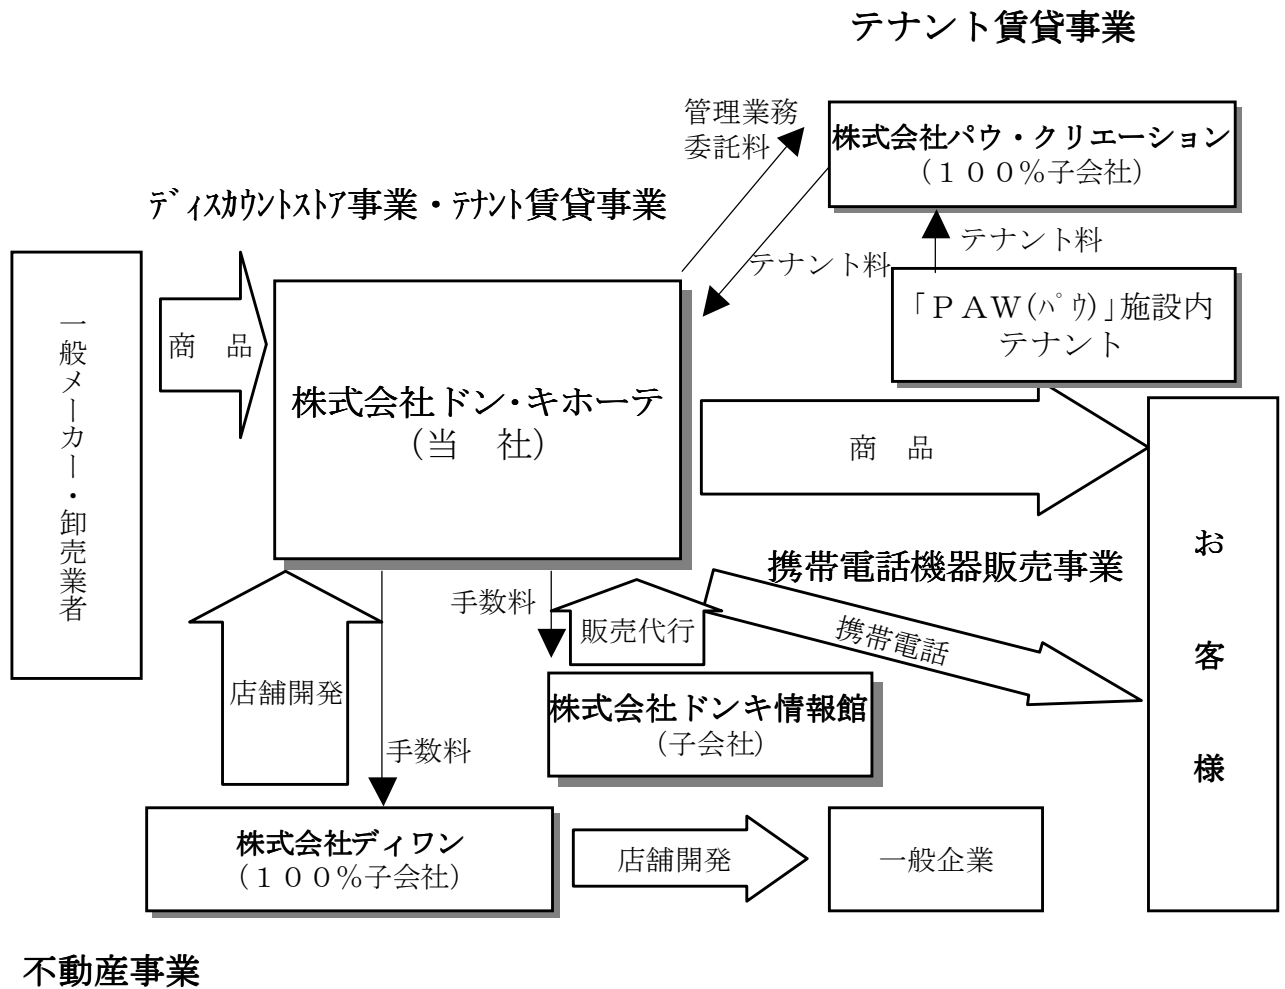 テナント賃貸事業
管理業務
委託料
株式会社パウ・クリエーション
（１００％子会社）
ﾃﾞｨｽｶｳﾝﾄｽﾄｱ事業・ﾃﾅﾝﾄ賃貸事業
テナント料
テナント料
「ＰＡＷ(ﾊﾟｳ)」施設内
テナント
一般メーカー・卸売業者
商　品
株式会社ドン・キホーテ
（当　社）
商　品
お客様
携帯電話機器販売事業
手数料
販売代行
携帯電話
店舗開発
株式会社ドンキ情報館
（子会社）
手数料
株式会社ディワン
（１００％子会社）
店舗開発
一般企業
不動産事業